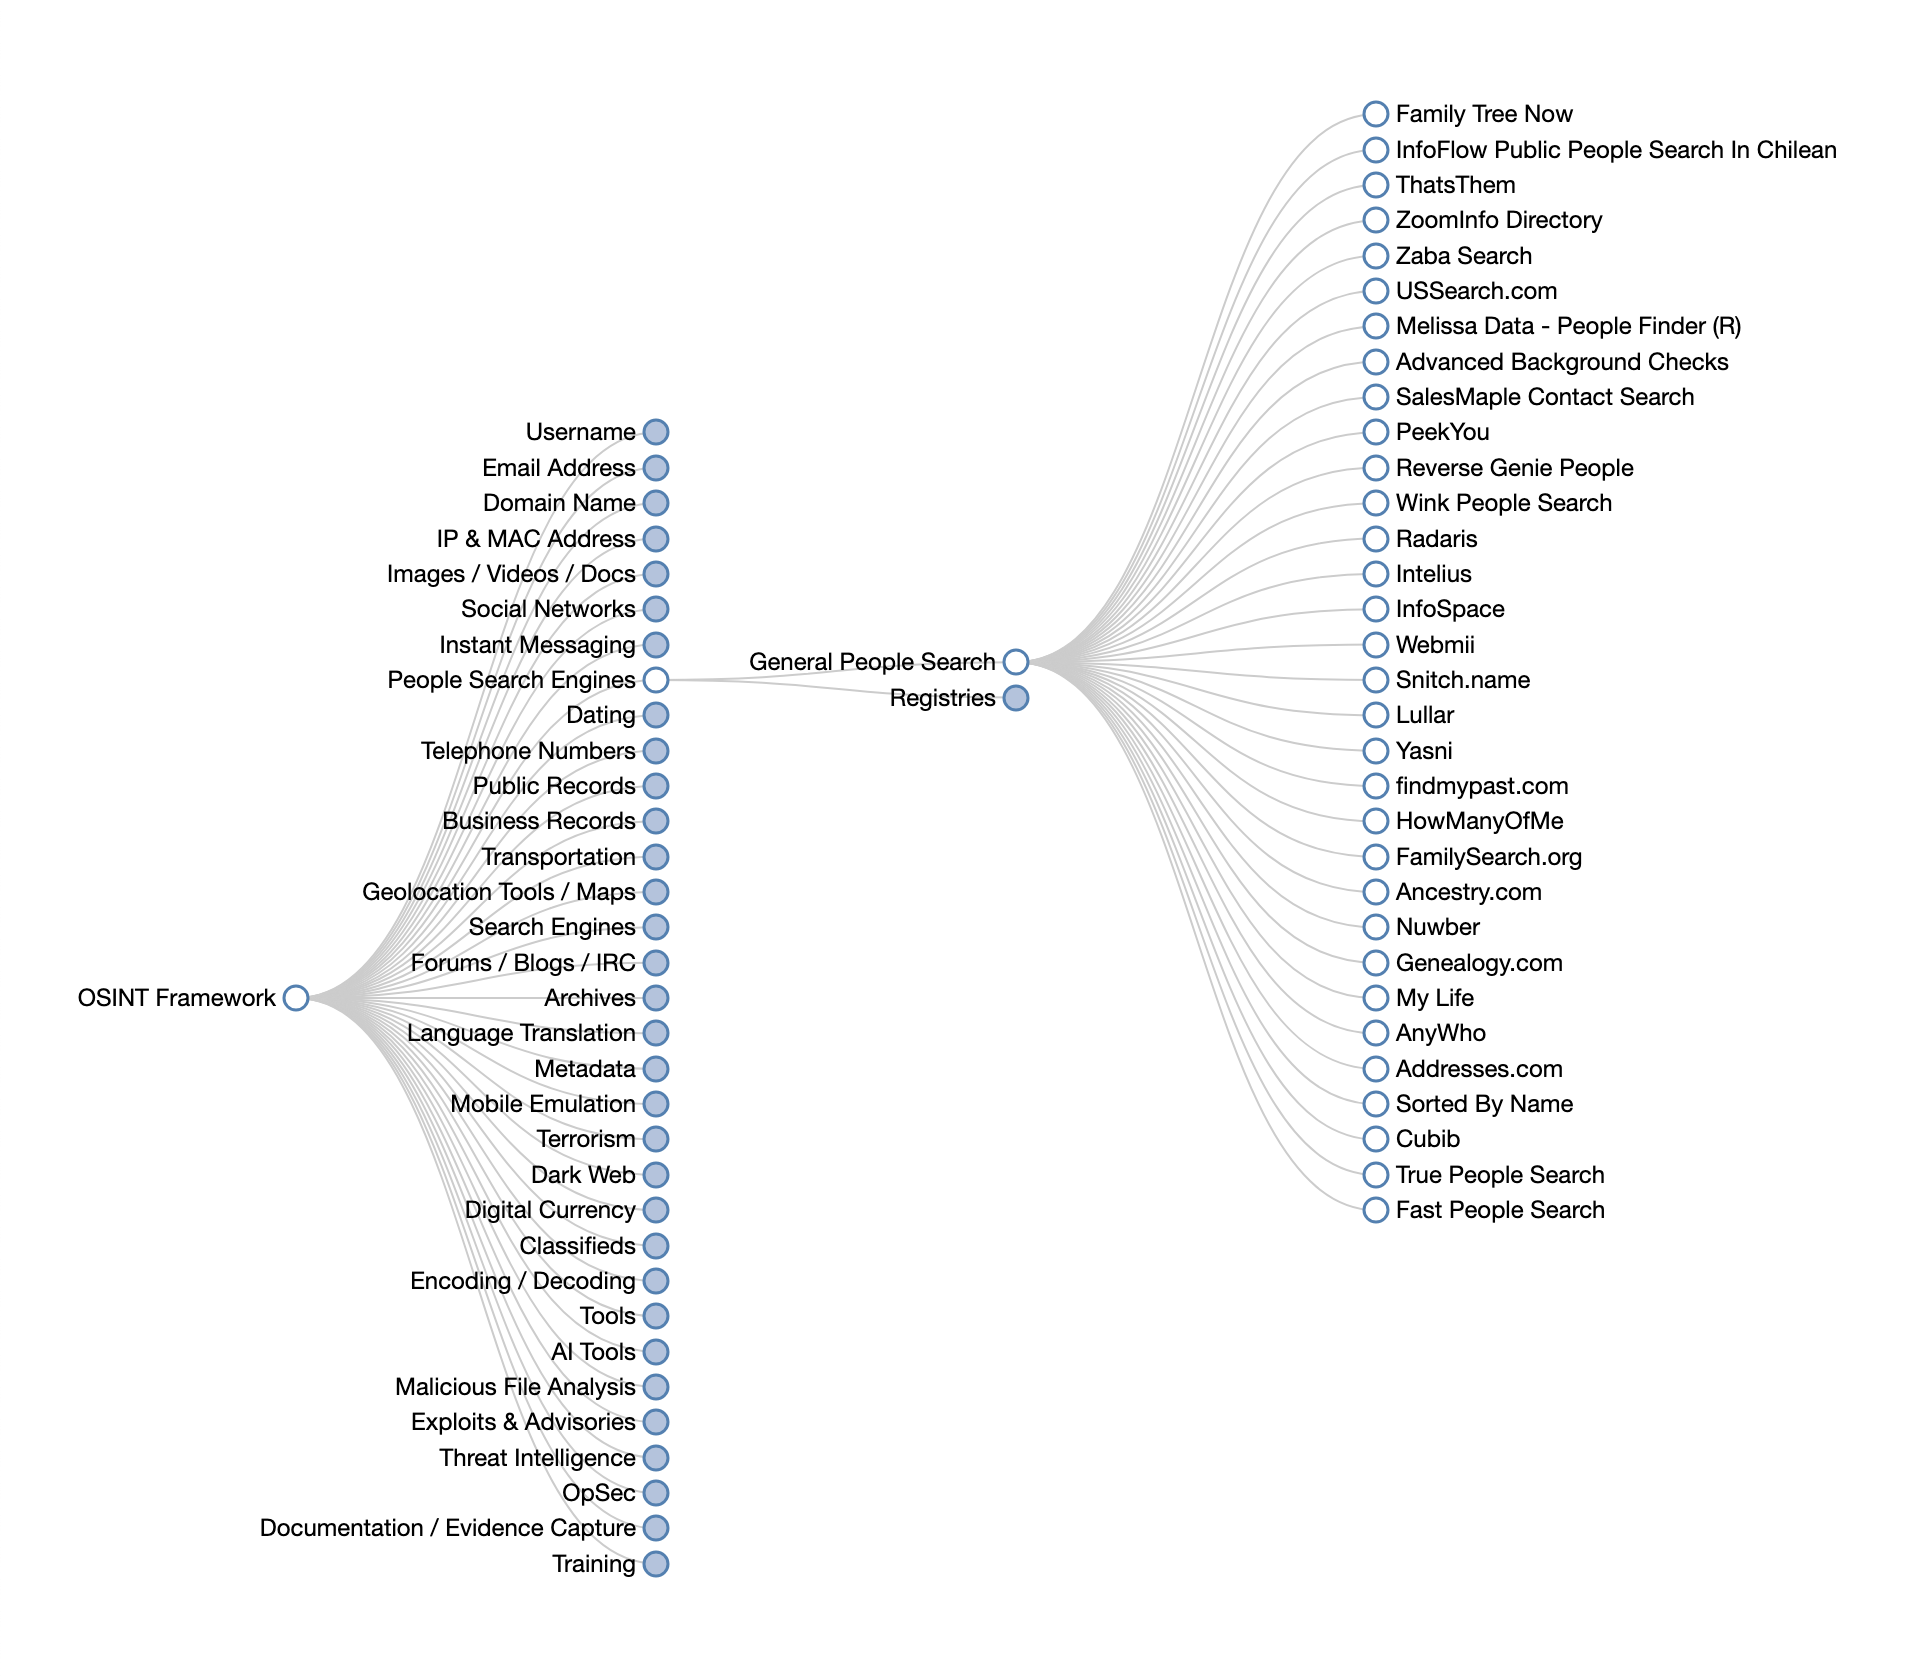 OSINT Framework
Username
Email Address
Domain Name
IP & MAC Address
Images / Videos / Docs
Social Networks
Instant Messaging
People Search Engines
Dating
Telephone Numbers
Public Records
Business Records
Transportation
Geolocation Tools / Maps
Search Engines
Forums / Blogs / IRC
Archives
Language Translation
Metadata
Mobile Emulation
Terrorism
Dark Web
Digital Currency
Classifieds
Encoding / Decoding
Tools
AI Tools
Malicious File Analysis
Exploits & Advisories
Threat Intelligence
OpSec
Documentation / Evidence Capture
Training
General People Search
Registries
Family Tree Now
InfoFlow Public People Search In Chilean
ThatsThem
ZoomInfo Directory
Zaba Search
USSearch.com
Melissa Data - People Finder (R)
Advanced Background Checks
SalesMaple Contact Search
PeekYou
Reverse Genie People
Wink People Search
Radaris
Intelius
InfoSpace
Webmii
Snitch.name
Lullar
Yasni
findmypast.com
HowManyOfMe
FamilySearch.org
Ancestry.com
Nuwber
Genealogy.com
My Life
AnyWho
Addresses.com
Sorted By Name
Cubib
True People Search
Fast People Search